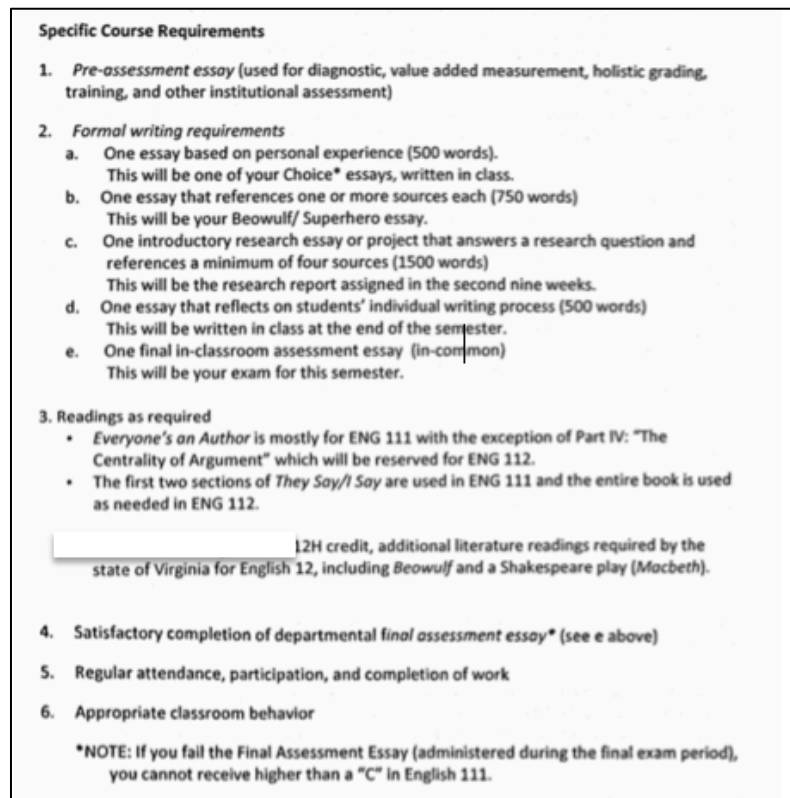 Specific Course Requirements
1. Pre-assessment essay (used for diagnostic, value added measurement, holistic grading,
training, and other institutional assessment)
2. Formal writing requirements
a. One essay based on personal experience (500 words).
This will be one of your Choice* essays, written in class.
b. One essay that references one or more sources each (750 words)
This will be your Beowulf/ Superhero essay.
c. One introductory research essay or project that answers a research question and
references a minimum of four sources (1500 words)
This will be the research report assigned in the second nine weeks.
d. One essay that reflects on students' individual writing process (500 words)
This will be written in class at the end of the semester.
e. One final in-classroom assessment essay (in-common)
This will be your exam for this semester.
3. Readings as required
• Everyone's an Author is mostly for ENG 111 with the exception of Part IV: "The
Centrality of Argument" which will be reserved for ENG 112.
• The first two sections of They Say/I Say are used in ENG 111 and the entire book is used
as needed in ENG 112.
12H credit, additional literature readings required by the
state of Virginia for English 12, including Beowulf and a Shakespeare play (Macbeth).
4. Satisfactory completion of departmental final assessment essay* (see e above)
5. Regular attendance, participation, and completion of work
6. Appropriate classroom behavior
*NOTE: If you fail the Final Assessment Essay (administered during the final exam period),
you cannot receive higher than a "C" in English 111.